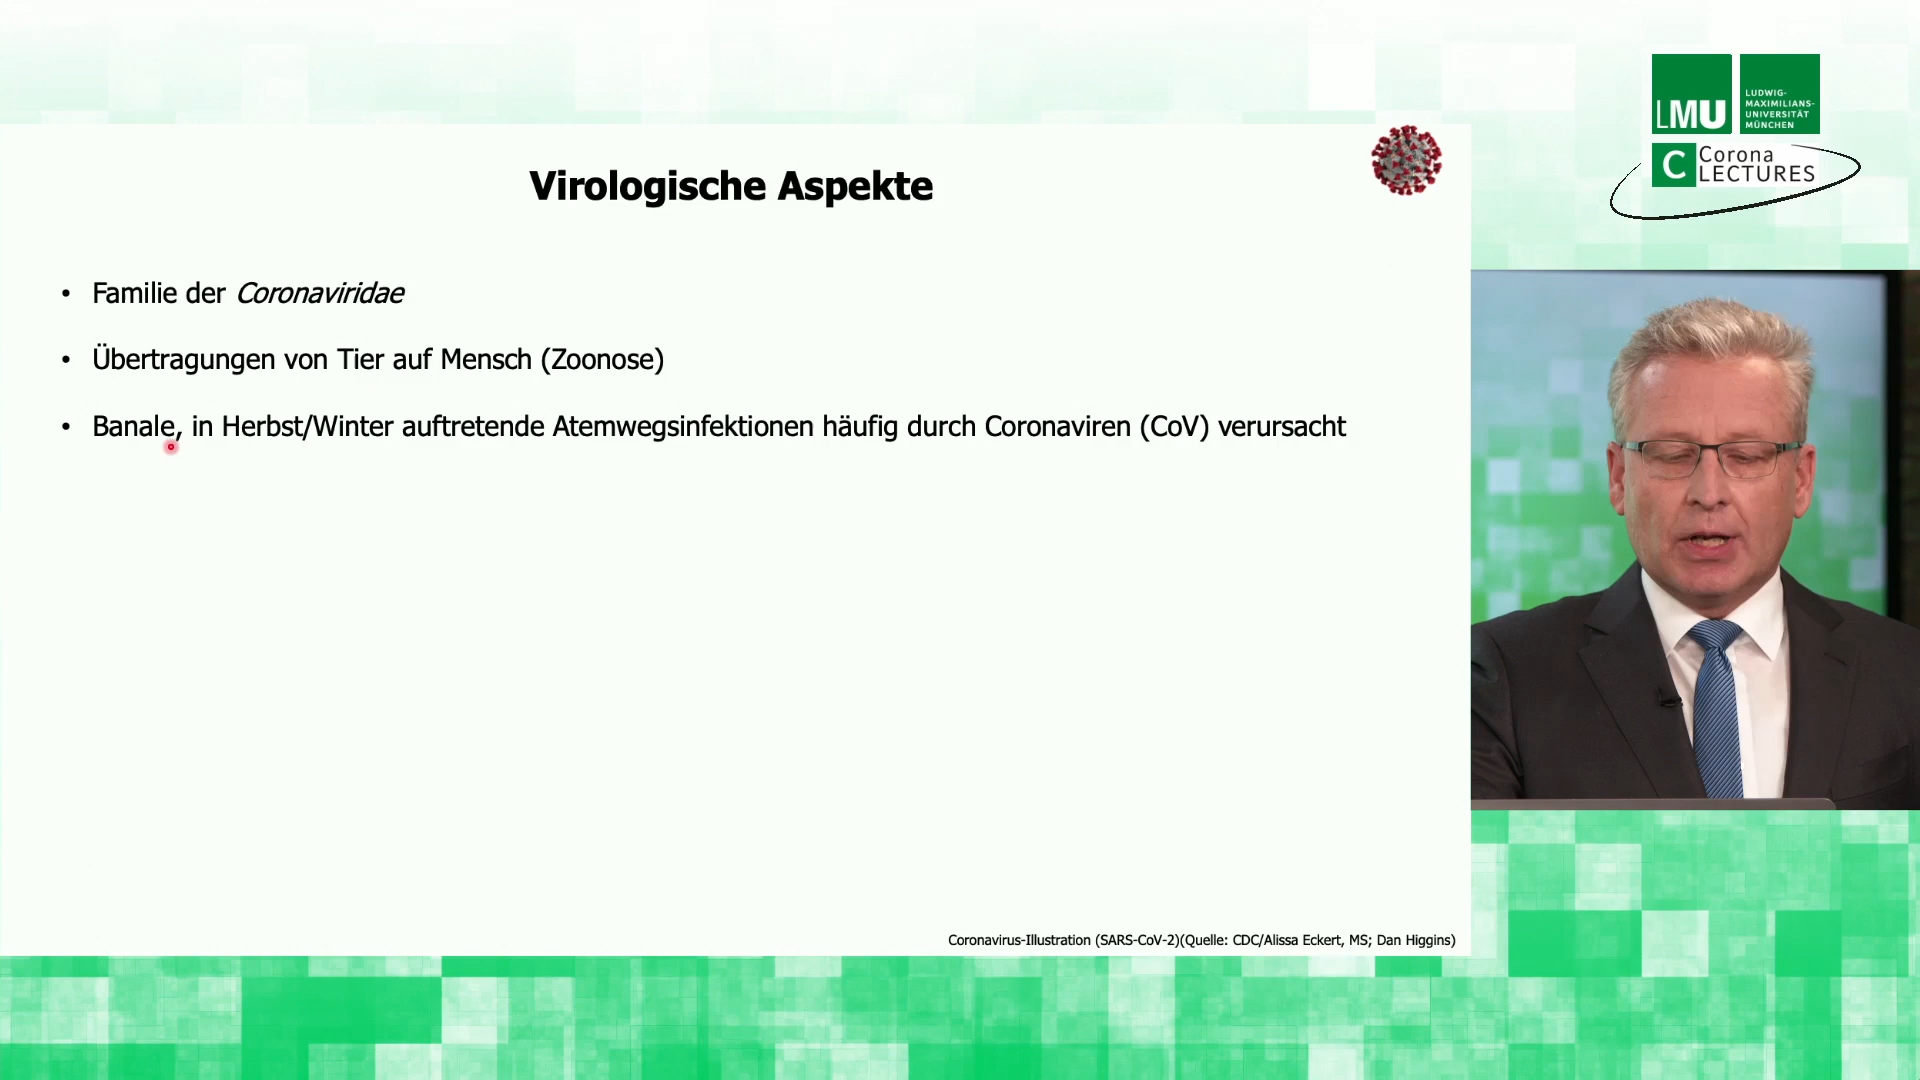 LMU
LUDWIG-
MAXIMILIANS-
UNIVERSITÄT
MÜNCHEN
C Corona
LECTURES
Virologische Aspekte
• Familie der Coronaviridae
• Übertragungen von Tier auf Mensch (Zoonose)
• Banale, in Herbst/Winter auftretende Atemwegsinfektionen häufig durch Coronaviren (CoV) verursacht
Coronavirus-Illustration (SARS-CoV-2)(Quelle: CDC/Alissa Eckert, MS; Dan Higgins)